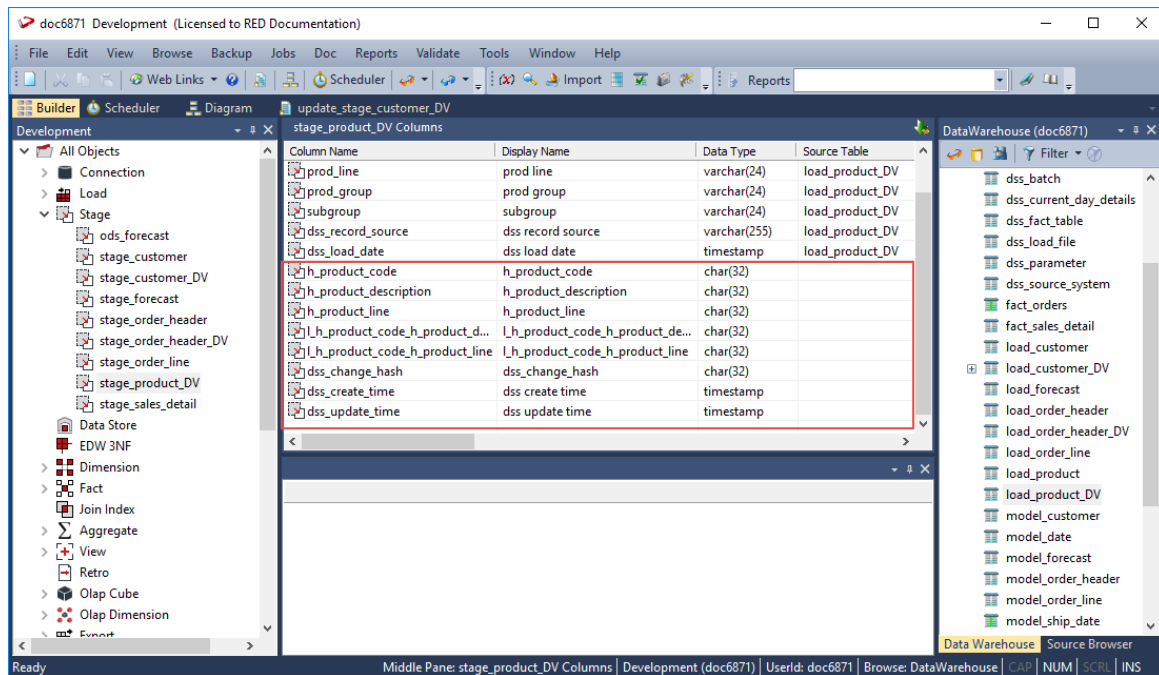 doc6871 Development (Licensed to RED Documentation)
File Edit View Browse Backup Jobs Doc Reports Validate Tools Window Help
Web Links Scheduler (x) Import Reports
Builder Scheduler Diagram update_stage_customer_DV
Development
All Objects
Connection
Load
Stage
ods_forecast
stage_customer
stage_customer_DV
stage_forecast
stage_order_header
stage_order_header_DV
stage_order_line
stage_product_DV
stage_sales_detail
Data Store
EDW 3NF
Dimension
Fact
Join Index
Aggregate
View
Retro
Olap Cube
Olap Dimension
Export
stage_product_DV Columns
Column Name Display Name Data Type Source Table
prod_line prod line varchar(24) load_product_DV
prod_group prod group varchar(24) load_product_DV
subgroup subgroup varchar(24) load_product_DV
dss_record_source dss record source varchar(255) load_product_DV
dss_load_date dss load date timestamp load_product_DV
h_product_code h_product_code char(32)
h_product_description h_product_description char(32)
h_product_line h_product_line char(32)
l_h_product_code_h_product_d... l_h_product_code_h_product_de... char(32)
l_h_product_code_h_product_line l_h_product_code_h_product_line char(32)
dss_change_hash dss_change_hash char(32)
dss_create_time dss create time timestamp
dss_update_time dss update time timestamp
DataWarehouse (doc6871)
Filter
dss_batch
dss_current_day_details
dss_fact_table
dss_load_file
dss_parameter
dss_source_system
fact_orders
fact_sales_detail
load_customer
load_customer_DV
load_forecast
load_order_header
load_order_header_DV
load_order_line
load_product
load_product_DV
model_customer
model_date
model_forecast
model_order_header
model_order_line
model_ship_date
Data Warehouse Source Browser
Ready Middle Pane: stage_product_DV Columns Development (doc6871) UserId: doc6871 Browse: DataWarehouse CAP NUM SCRL INS